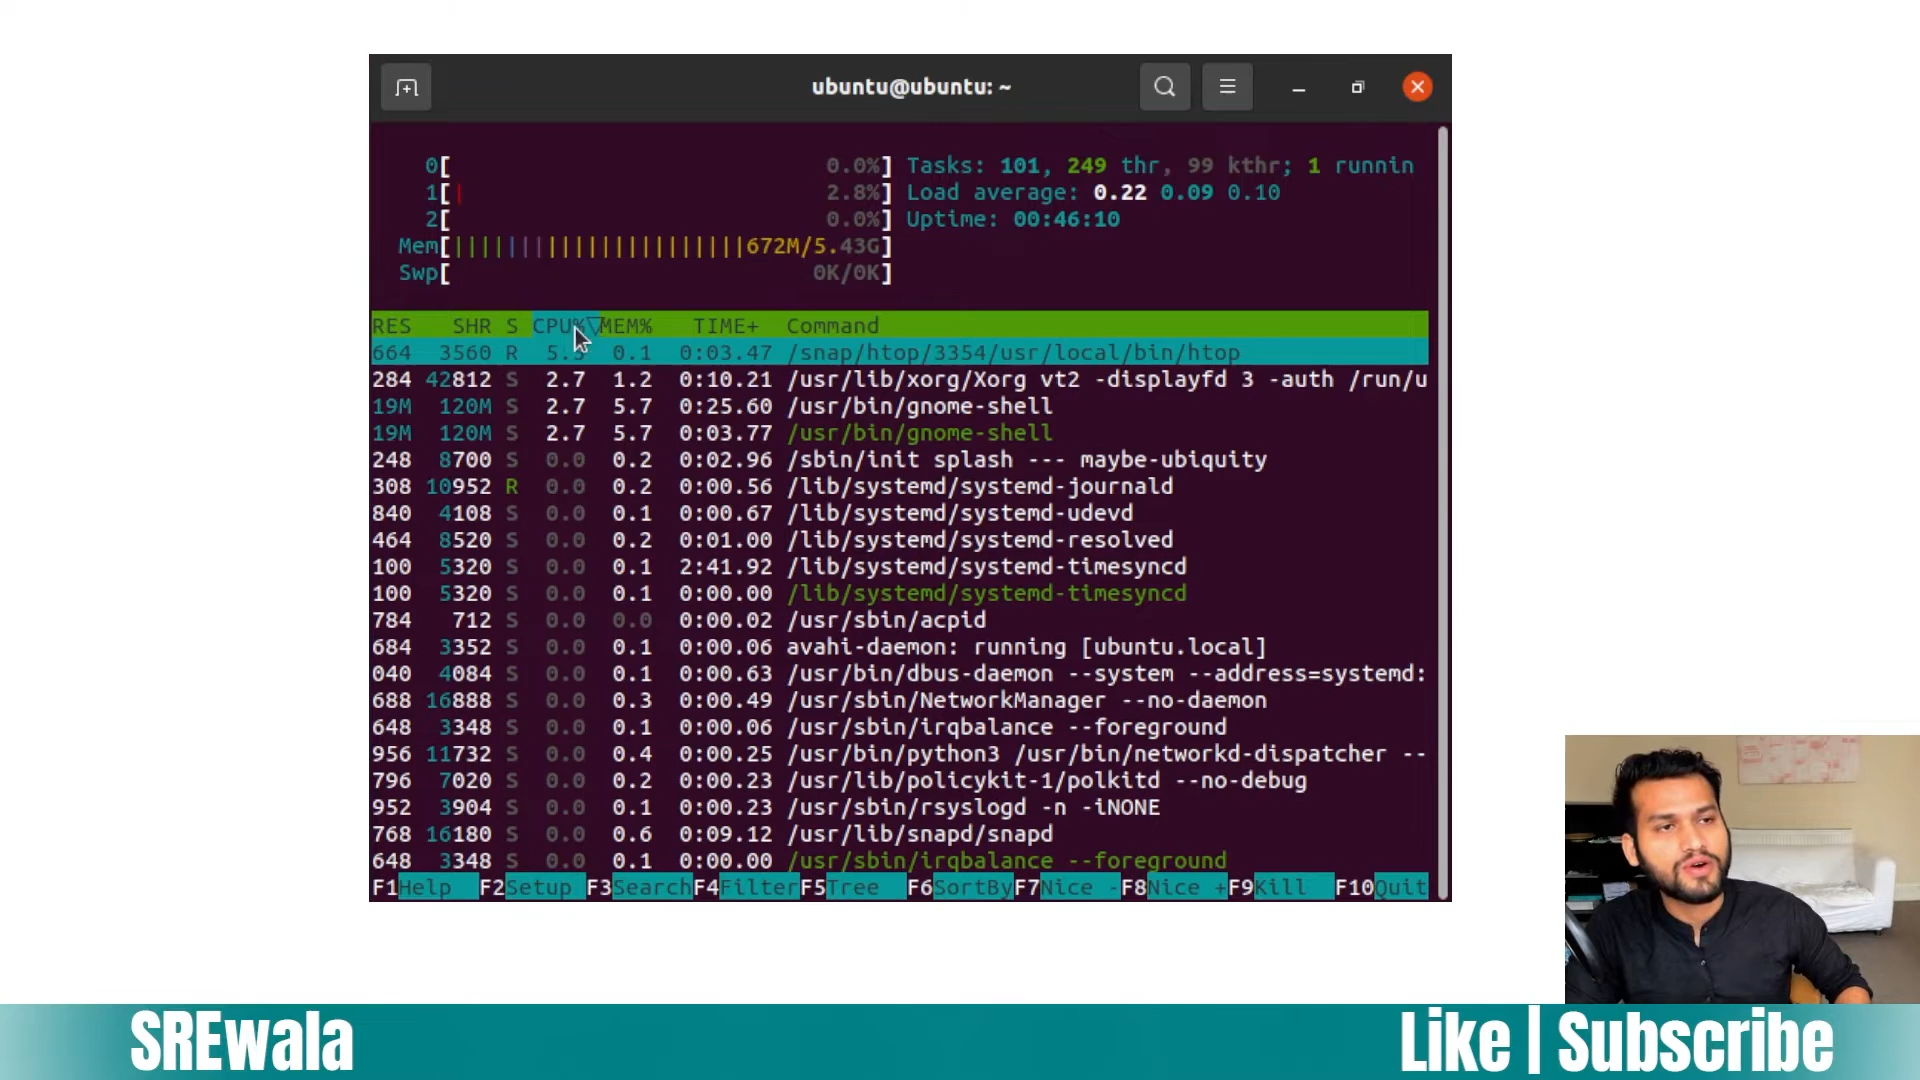 ubuntu@ubuntu: ~
0[ 0.0%] Tasks: 101, 249 thr, 99 kthr; 1 runnin
1[| 2.8%] Load average: 0.22 0.09 0.10
2[ 0.0%] Uptime: 00:46:10
Mem[||||||||||||||||||||||672M/5.43G]
Swp[ 0K/0K]
RES SHR S CPU%▽MEM% TIME+ Command
664 3560 R 5. 0.1 0:03.47 /snap/htop/3354/usr/local/bin/htop
284 42812 S 2.7 1.2 0:10.21 /usr/lib/xorg/Xorg vt2 -displayfd 3 -auth /run/u
19M 120M S 2.7 5.7 0:25.60 /usr/bin/gnome-shell
19M 120M S 2.7 5.7 0:03.77 /usr/bin/gnome-shell
248 8700 S 0.0 0.2 0:02.96 /sbin/init splash --- maybe-ubiquity
308 10952 R 0.0 0.2 0:00.56 /lib/systemd/systemd-journald
840 4108 S 0.0 0.1 0:00.67 /lib/systemd/systemd-udevd
464 8520 S 0.0 0.2 0:01.00 /lib/systemd/systemd-resolved
100 5320 S 0.0 0.1 2:41.92 /lib/systemd/systemd-timesyncd
100 5320 S 0.0 0.1 0:00.00 /lib/systemd/systemd-timesyncd
784 712 S 0.0 0.0 0:00.02 /usr/sbin/acpid
684 3352 S 0.0 0.1 0:00.06 avahi-daemon: running [ubuntu.local]
040 4084 S 0.0 0.1 0:00.63 /usr/bin/dbus-daemon --system --address=systemd:
688 16888 S 0.0 0.3 0:00.49 /usr/sbin/NetworkManager --no-daemon
648 3348 S 0.0 0.1 0:00.06 /usr/sbin/irqbalance --foreground
956 11732 S 0.0 0.4 0:00.25 /usr/bin/python3 /usr/bin/networkd-dispatcher --
796 7020 S 0.0 0.2 0:00.23 /usr/lib/policykit-1/polkitd --no-debug
952 3904 S 0.0 0.1 0:00.23 /usr/sbin/rsyslogd -n -iNONE
768 16180 S 0.0 0.6 0:09.12 /usr/lib/snapd/snapd
648 3348 S 0.0 0.1 0:00.00 /usr/sbin/irqbalance --foreground
F1Help F2Setup F3SearchF4FilterF5Tree F6SortByF7Nice -F8Nice +F9Kill F10Quit
SREwala
Like | Subscribe